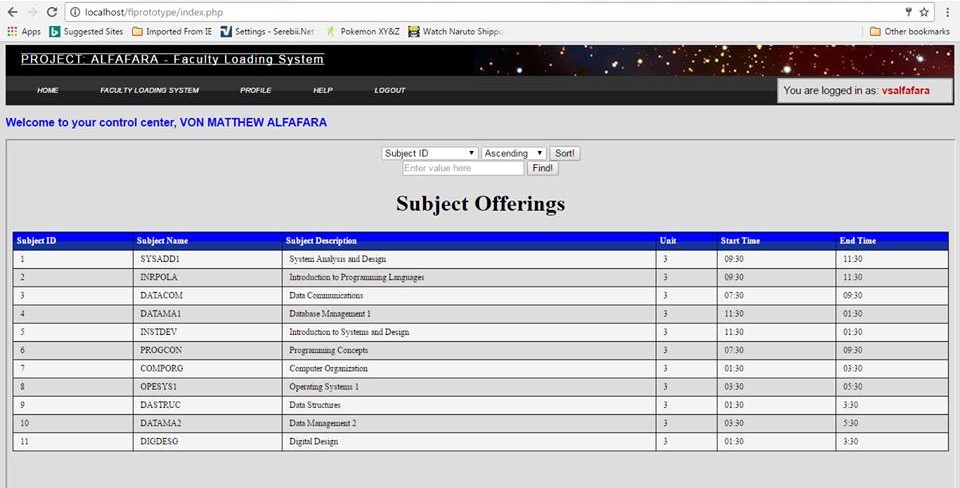 localhost/flprototype/index.php
Apps Suggested Sites Imported From IE Settings - Serebii.Net Pokemon XY&Z Watch Naruto Shippu Other bookmarks
PROJECT: ALFAFARA - Faculty Loading System
HOME FACULTY LOADING SYSTEM PROFILE HELP LOGOUT You are logged in as: vsalfafara
Welcome to your control center, VON MATTHEW ALFAFARA
Subject ID Ascending Sort!
Enter value here Find!
Subject Offerings
Subject ID Subject Name Subject Description Unit Start Time End Time
1 SYSADD1 System Analysis and Design 3 09:30 11:30
2 INRPOLA Introduction to Programming Languages 3 09:30 11:30
3 DATACOM Data Communications 3 07:30 09:30
4 DATAMA1 Database Management 1 3 11:30 01:30
5 INSTDEV Introduction to Systems and Design 3 11:30 01:30
6 PROGCON Programming Concepts 3 07:30 09:30
7 COMPORG Computer Organization 3 01:30 03:30
8 OPESYS1 Operating Systems 1 3 03:30 05:30
9 DASTRUC Data Structures 3 01:30 3:30
10 DATAMA2 Data Management 2 3 03:30 5:30
11 DIGDESG Digital Design 3 01:30 3:30